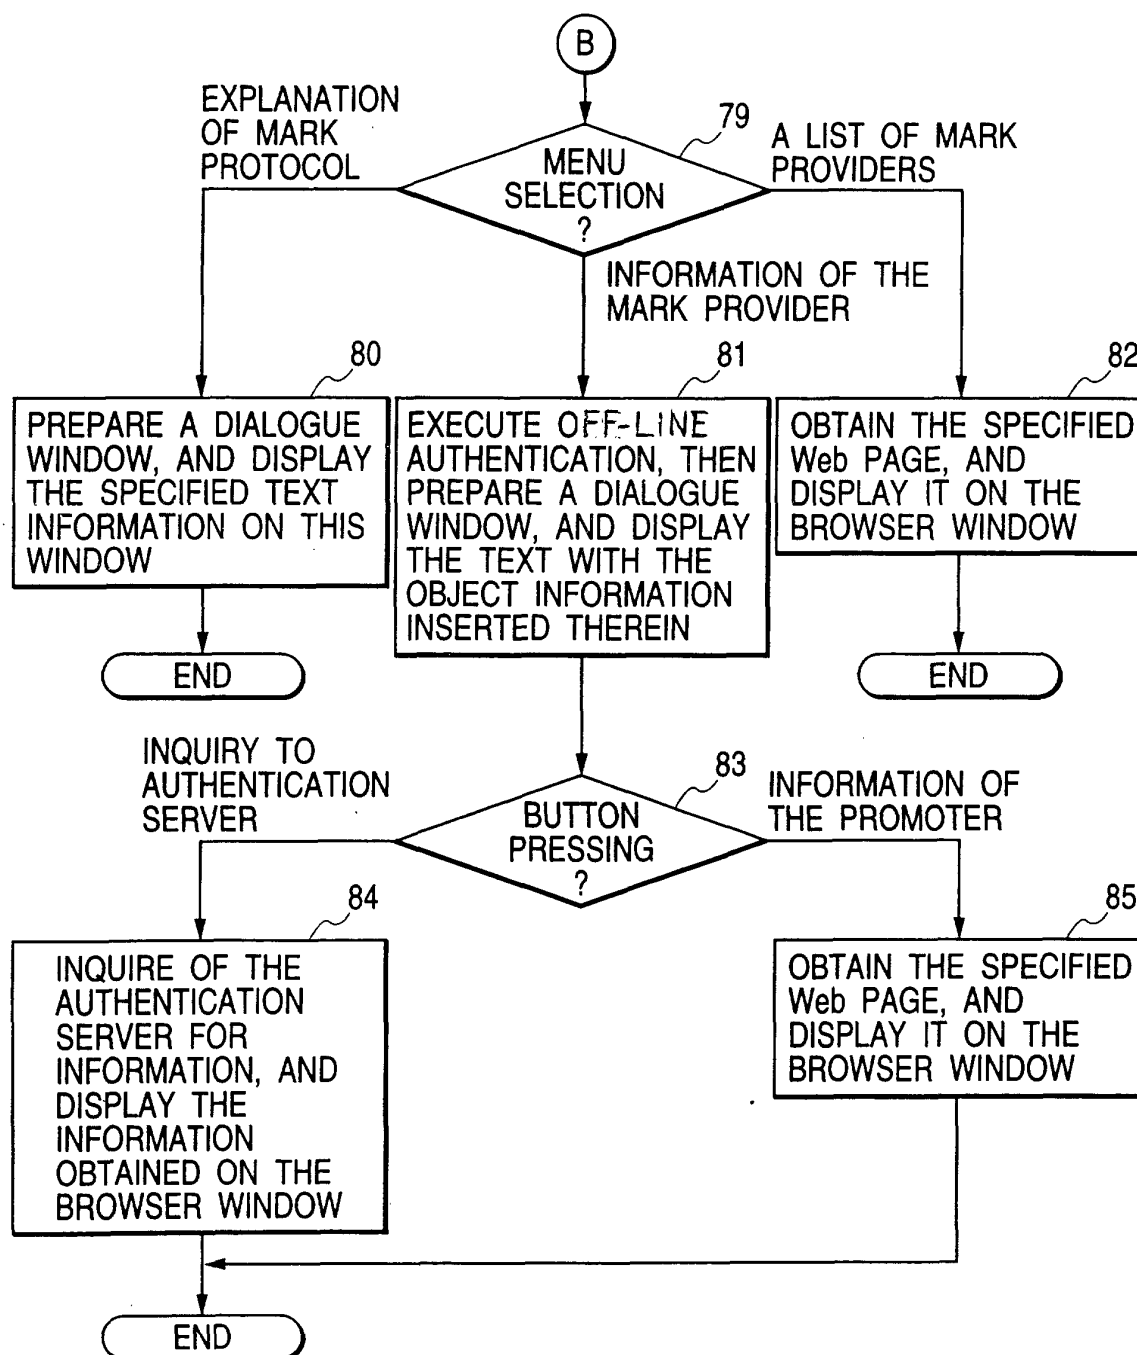 B
EXPLANATION
OF MARK
PROTOCOL
79
A LIST OF MARK
PROVIDERS
MENU
SELECTION
?
INFORMATION OF THE
MARK PROVIDER
80
PREPARE A DIALOGUE
WINDOW, AND DISPLAY
THE SPECIFIED TEXT
INFORMATION ON THIS
WINDOW
END
81
EXECUTE OFF-LINE
AUTHENTICATION, THEN
PREPARE A DIALOGUE
WINDOW, AND DISPLAY
THE TEXT WITH THE
OBJECT INFORMATION
INSERTED THEREIN
82
OBTAIN THE SPECIFIED
Web PAGE, AND
DISPLAY IT ON THE
BROWSER WINDOW
END
INQUIRY TO
AUTHENTICATION
SERVER
83
BUTTON
PRESSING
?
INFORMATION OF
THE PROMOTER
84
INQUIRE OF THE
AUTHENTICATION
SERVER FOR
INFORMATION, AND
DISPLAY THE
INFORMATION
OBTAINED ON THE
BROWSER WINDOW
85
OBTAIN THE SPECIFIED
Web PAGE, AND
DISPLAY IT ON THE
BROWSER WINDOW
END